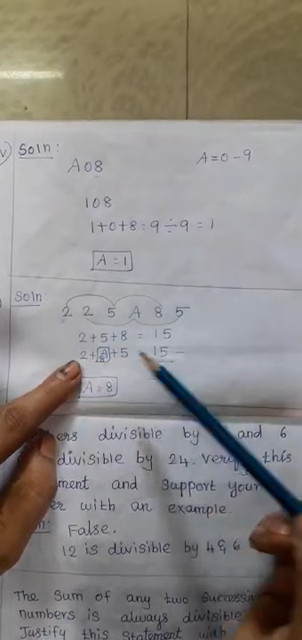 v) Soln:
A08 A=0-9
108
1+0+8=9÷9=1
A=1
Soln
2 2 5 A 8 5
2+5+8 = 15
2+A+5 = 15
A=8
divisible by and 6
divisible by 24. Verify this
ment and support your
with an example
False.
12 is divisible by 4 & 6
The Sum of any two Successiv
numbers is always divisible
Justify this Statement with